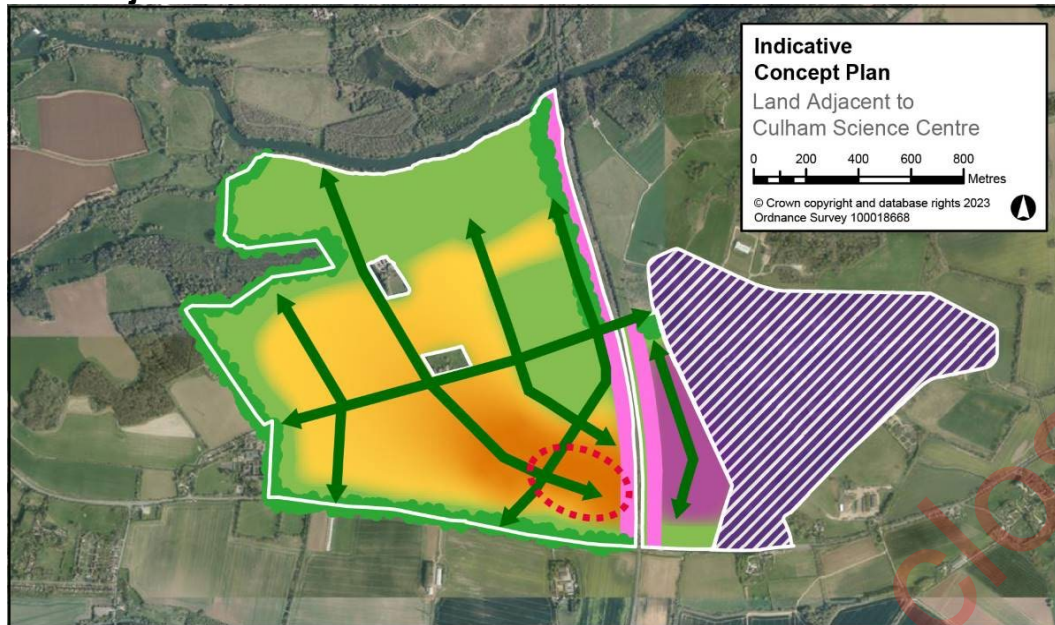 Indicative
Concept Plan
Land Adjacent to
Culham Science Centre
0 200 400 600 800
Metres
© Crown copyright and database rights 2023
Ordnance Survey 100018668